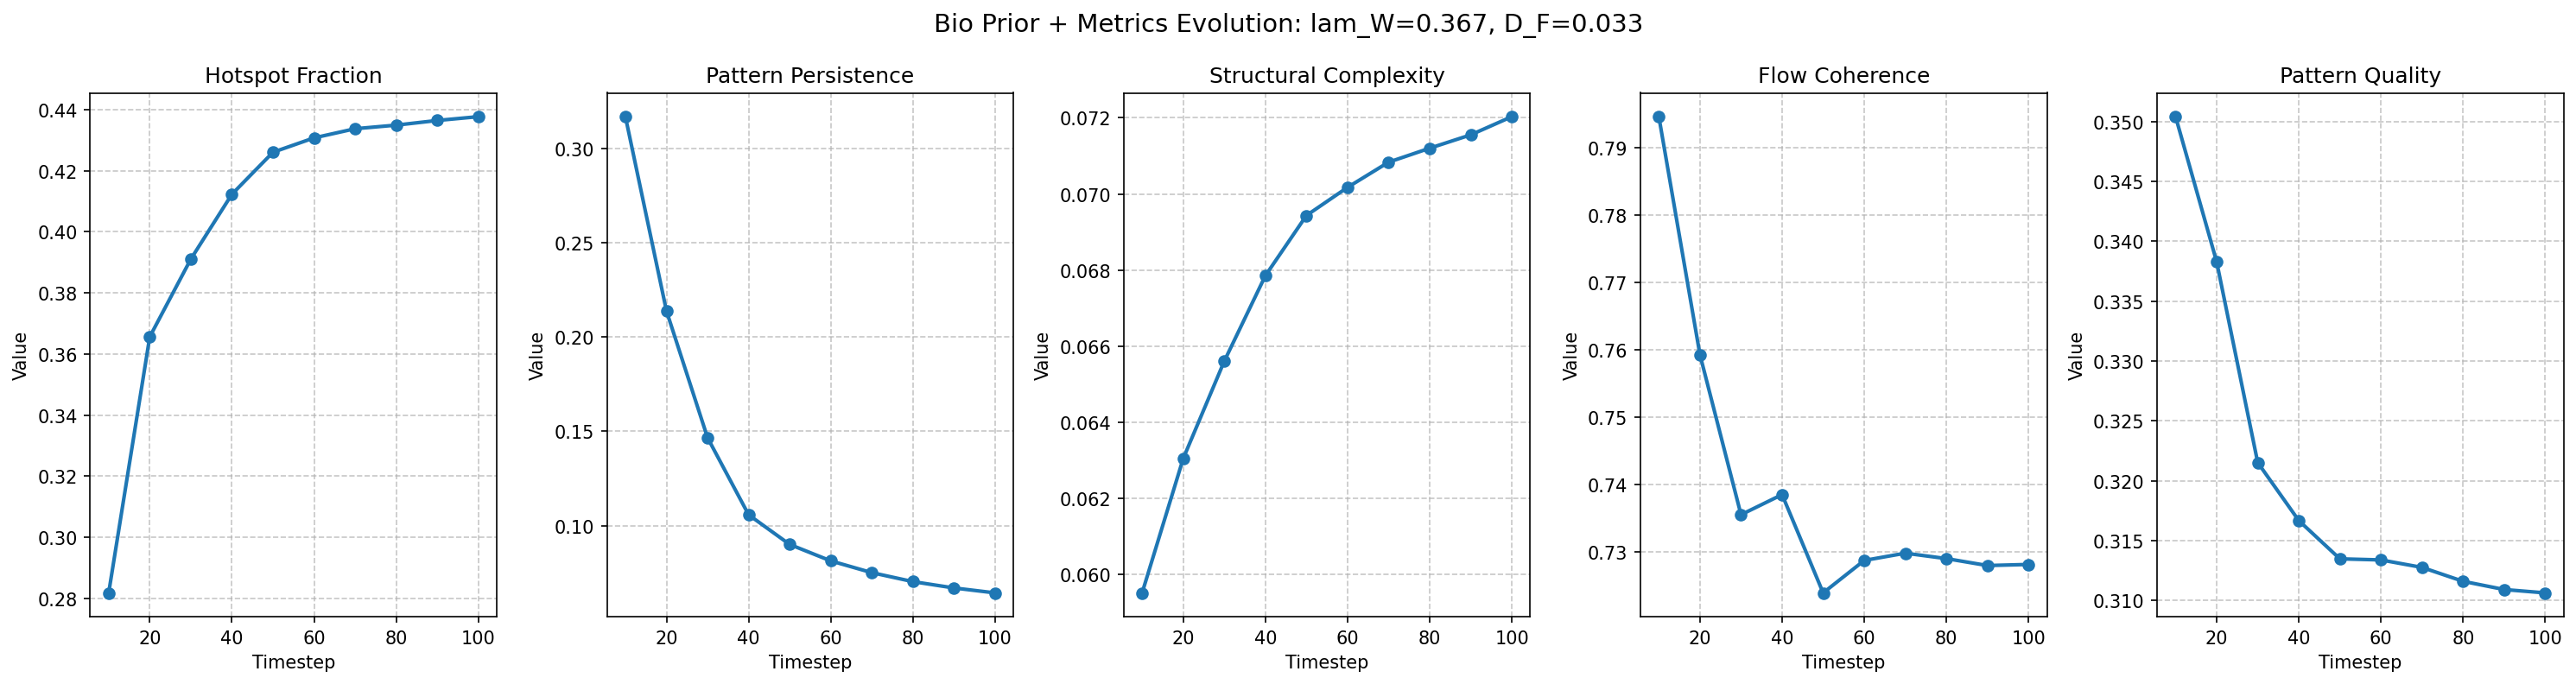 Bio Prior + Metrics Evolution: lam_W=0.367, D_F=0.033
Hotspot Fraction
Value
0.44
0.42
0.40
0.38
0.36
0.34
0.32
0.30
0.28
20 40 60 80 100
Timestep
Pattern Persistence
Value
0.30
0.25
0.20
0.15
0.10
20 40 60 80 100
Timestep
Structural Complexity
Value
0.072
0.070
0.068
0.066
0.064
0.062
0.060
20 40 60 80 100
Timestep
Flow Coherence
Value
0.79
0.78
0.77
0.76
0.75
0.74
0.73
20 40 60 80 100
Timestep
Pattern Quality
Value
0.350
0.345
0.340
0.335
0.330
0.325
0.320
0.315
0.310
20 40 60 80 100
Timestep